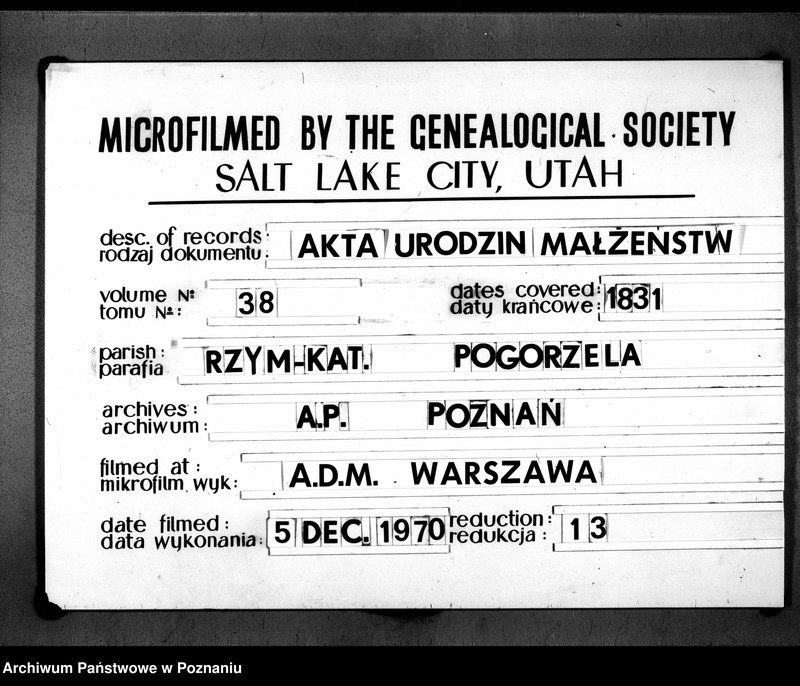 MICROFILMED BY THE GENEALOGICAL SOCIETY
SALT LAKE CITY, UTAH
desc. of records:
rodzaj dokumentu: AKTA URODZIN MAŁŻEŃSTW
volume №:
tomu №: 38
dates covered:
daty krańcowe: 1831
parish:
parafia RZYM-KAT. POGORZELA
archives:
archiwum: A.P. POZNAŃ
filmed at:
mikrofilm wyk: A.D.M. WARSZAWA
date filmed:
data wykonania: 5 DEC. 1970
reduction:
redukcja: 13
Archiwum Państwowe w Poznaniu